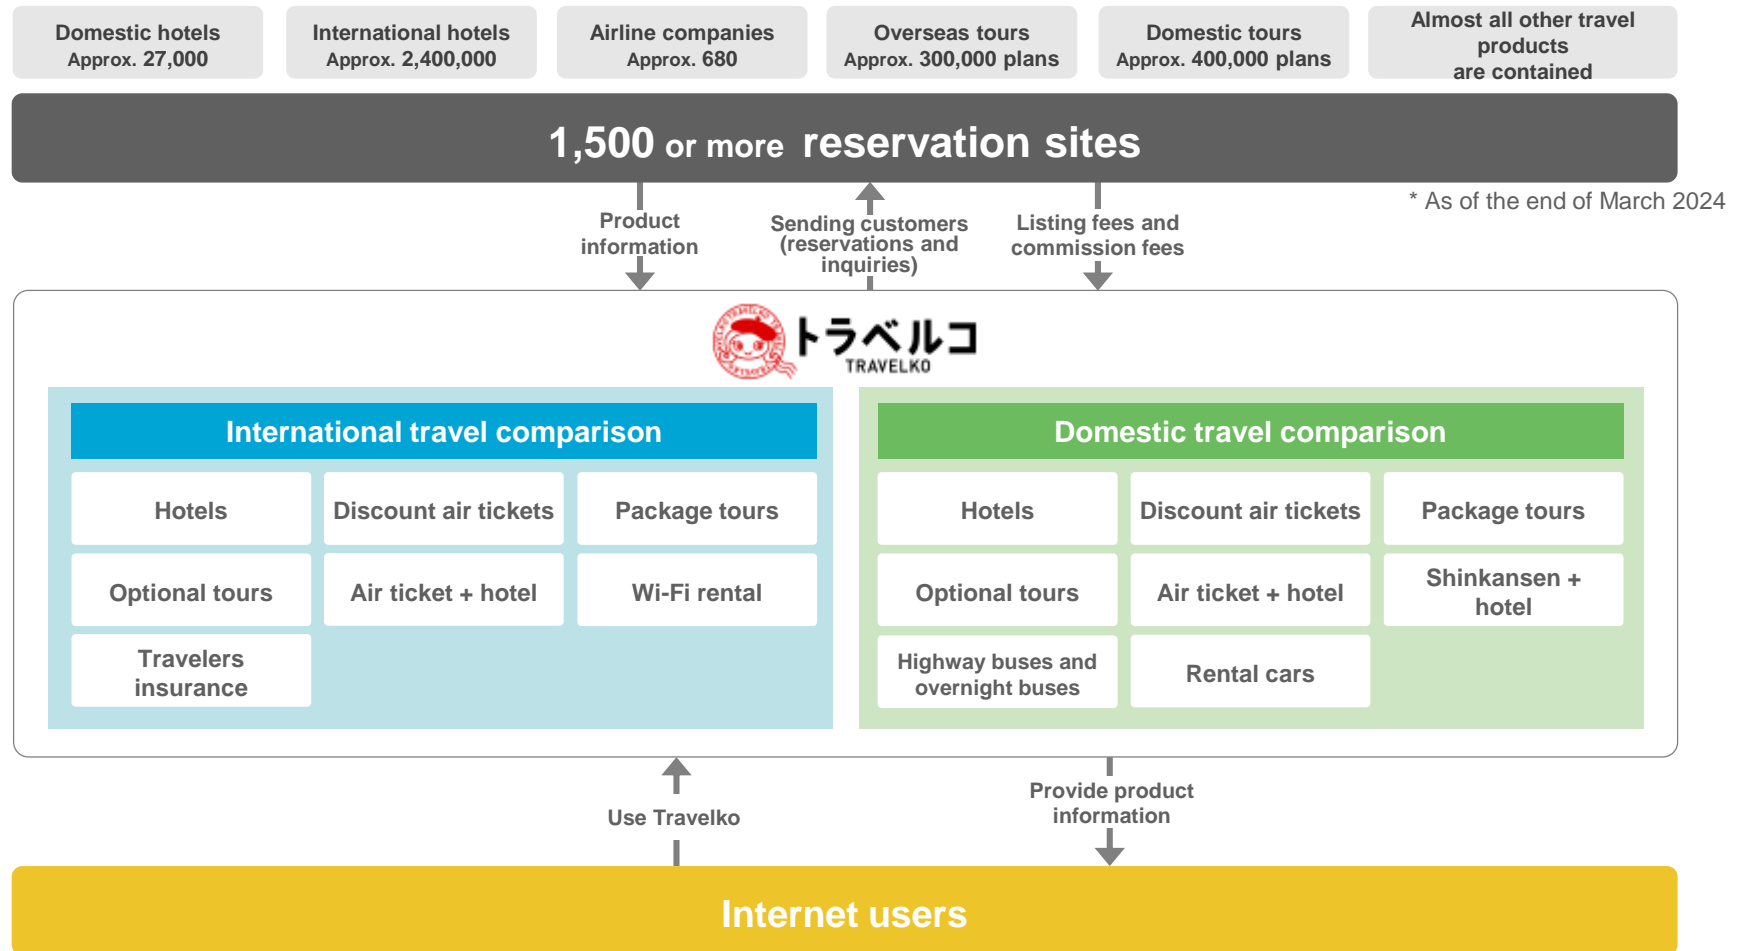 Domestic hotels
Approx. 27,000
International hotels
Approx. 2,400,000
Airline companies
Approx. 680
Overseas tours
Approx. 300,000 plans
Domestic tours
Approx. 400,000 plans
Almost all other travel
products
are contained
1,500 or more reservation sites
* As of the end of March 2024
Product
information
Sending customers
(reservations and
inquiries)
Listing fees and
commission fees
トラベルコ
TRAVELKO
International travel comparison
Hotels
Discount air tickets
Package tours
Optional tours
Air ticket + hotel
Wi-Fi rental
Travelers
insurance
Domestic travel comparison
Hotels
Discount air tickets
Package tours
Optional tours
Air ticket + hotel
Shinkansen +
hotel
Highway buses and
overnight buses
Rental cars
Use Travelko
Provide product
information
Internet users